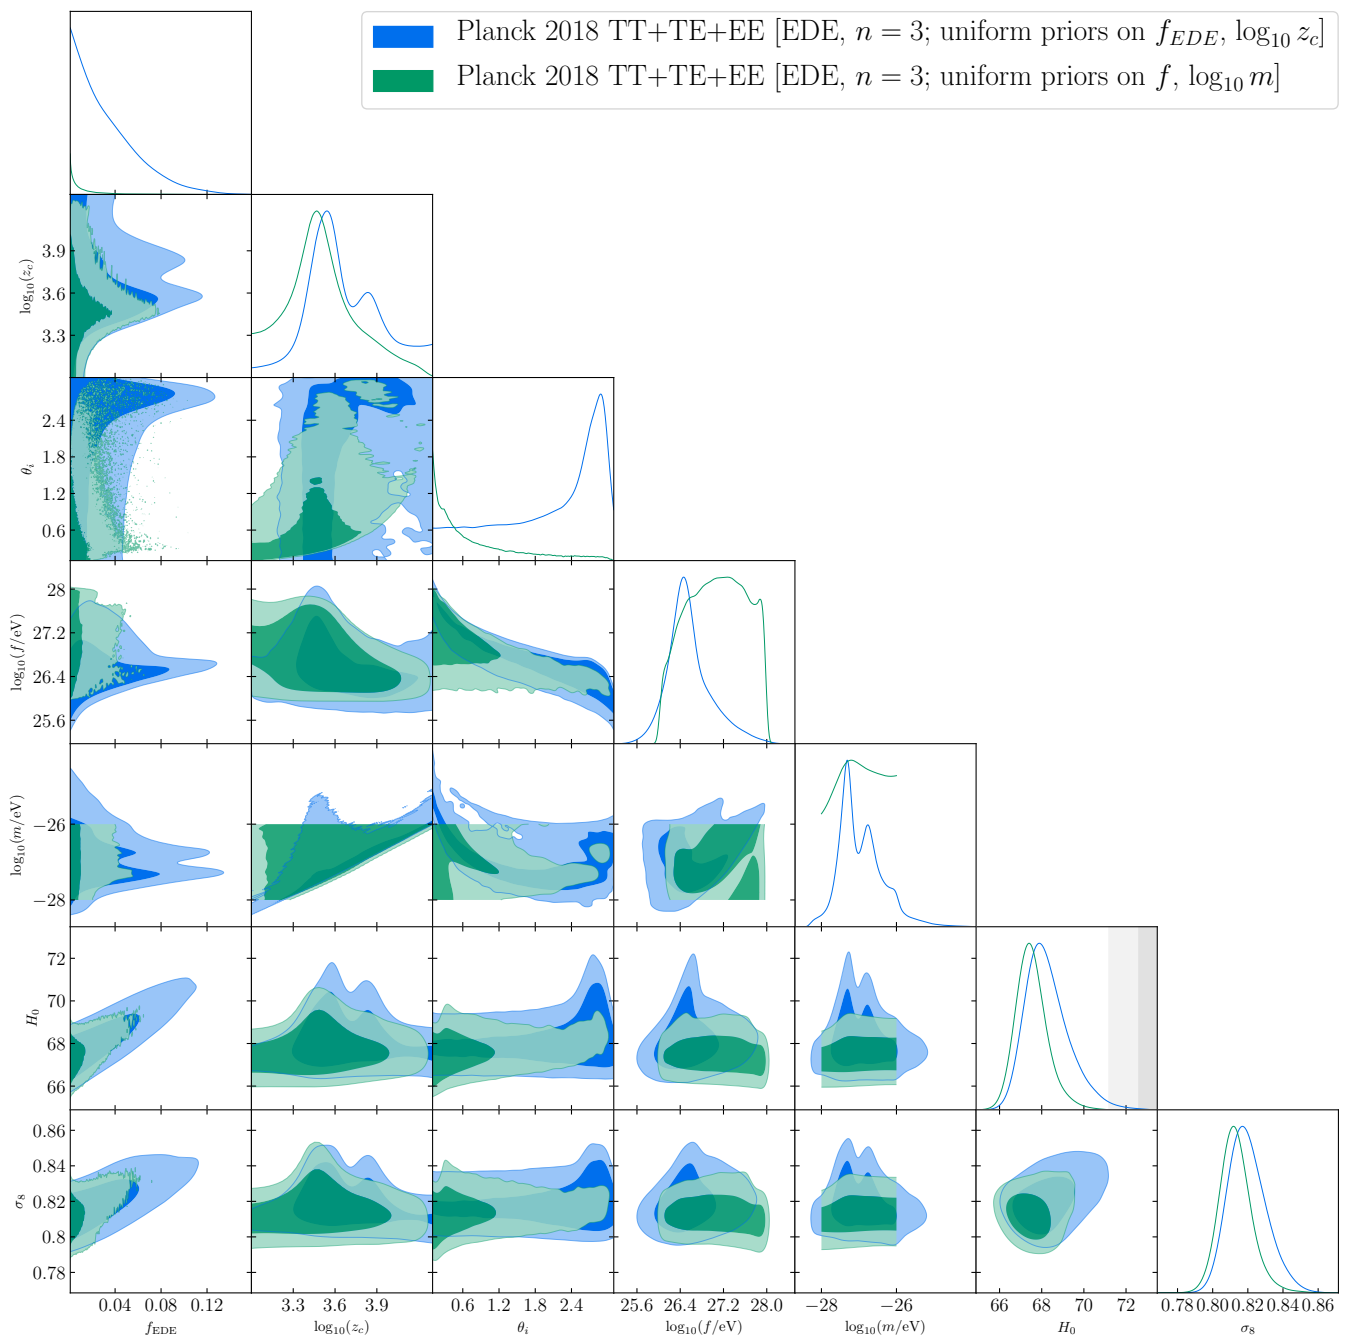 Planck 2018 TT+TE+EE [EDE, n = 3; uniform priors on f_EDE, log₁₀ z_c]
Planck 2018 TT+TE+EE [EDE, n = 3; uniform priors on f, log₁₀ m]
3.9
3.6
3.3
log₁₀(z_c)
2.4
1.8
1.2
0.6
θ_i
28
27.2
26.4
25.6
log₁₀(f/eV)
−26
−28
log₁₀(m/eV)
72
70
68
66
H₀
0.86
0.84
0.82
0.8
0.78
σ₈
0.04 0.08 0.12
3.3 3.6 3.9
0.6 1.2 1.8 2.4
25.6 26.4 27.2 28.0
−28 −26
66 68 70 72
0.78 0.80 0.82 0.84 0.86
f_EDE
log₁₀(z_c)
θ_i
log₁₀(f/eV)
log₁₀(m/eV)
H₀
σ₈